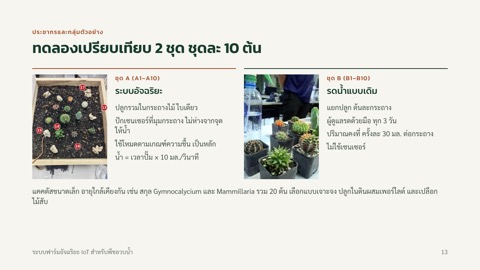 ประชากรและกลุ่มตัวอย่าง
ทดลองเปรียบเทียบ 2 ชุด ชุดละ 10 ต้น
ชุด A (A1–A10)
ระบบอัจฉริยะ
ปลูกรวมในกระถางไม้ ใบเดียว
ปักเซนเซอร์ที่มุมกระถาง ไม่ห่างจากจุด
ให้น้ำ
ใช้โหมดตามเกณฑ์ความชื้น เป็นหลัก
น้ำ = เวลาปั๊ม × 10 มล./วินาที
ชุด B (B1–B10)
รดน้ำแบบเดิม
แยกปลูก ต้นละกระถาง
ผู้ดูแลรดด้วยมือ ทุก 3 วัน
ปริมาณคงที่ ครั้งละ 30 มล. ต่อกระถาง
ไม่ใช้เซนเซอร์
แคคตัสขนาดเล็ก อายุใกล้เคียงกัน เช่น สกุล Gymnocalycium และ Mammillaria รวม 20 ต้น เลือกแบบเจาะจง ปลูกในดินผสมเพอร์ไลต์ และเปลือก
ไม้สับ
ระบบฟาร์มอัจฉริยะ IoT สำหรับพืชอวบน้ำ
13